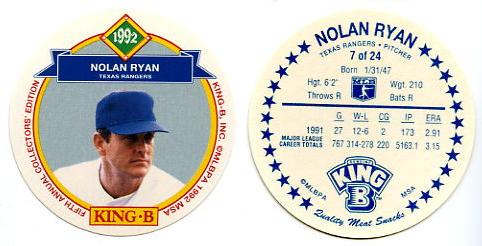 1992
NOLAN RYAN
TEXAS RANGERS
FIFTH ANNUAL COLLECTORS' EDITION
KING-B, INC. ©MLBPA 1992 MSA
KING·B
NOLAN RYAN
TEXAS RANGERS • PITCHER
7 of 24
Born 1/31/47
Hgt. 6'2" Wgt. 210
Throws R Bats R
G W-L CG IP ERA
1991 27 12-6 2 173 2.91
MAJOR LEAGUE
CAREER TOTALS 767 314-278 220 5163.1 3.15
KING
B
©MLBPA MSA
Quality Meat Snacks